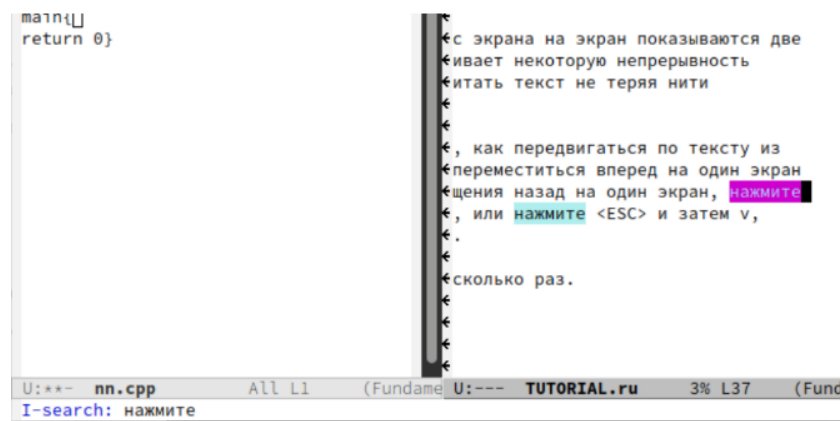 main{
return 0}
с экрана на экран показываются две
ивает некоторую непрерывность
итать текст не теряя нити
, как передвигаться по тексту из
переместиться вперед на один экран
щения назад на один экран, нажмите
, или нажмите <ESC> и затем v,
.
сколько раз.
U:**-  nn.cpp  All L1  (Fundame
U:---  TUTORIAL.ru  3% L37  (Fund
I-search: нажмите